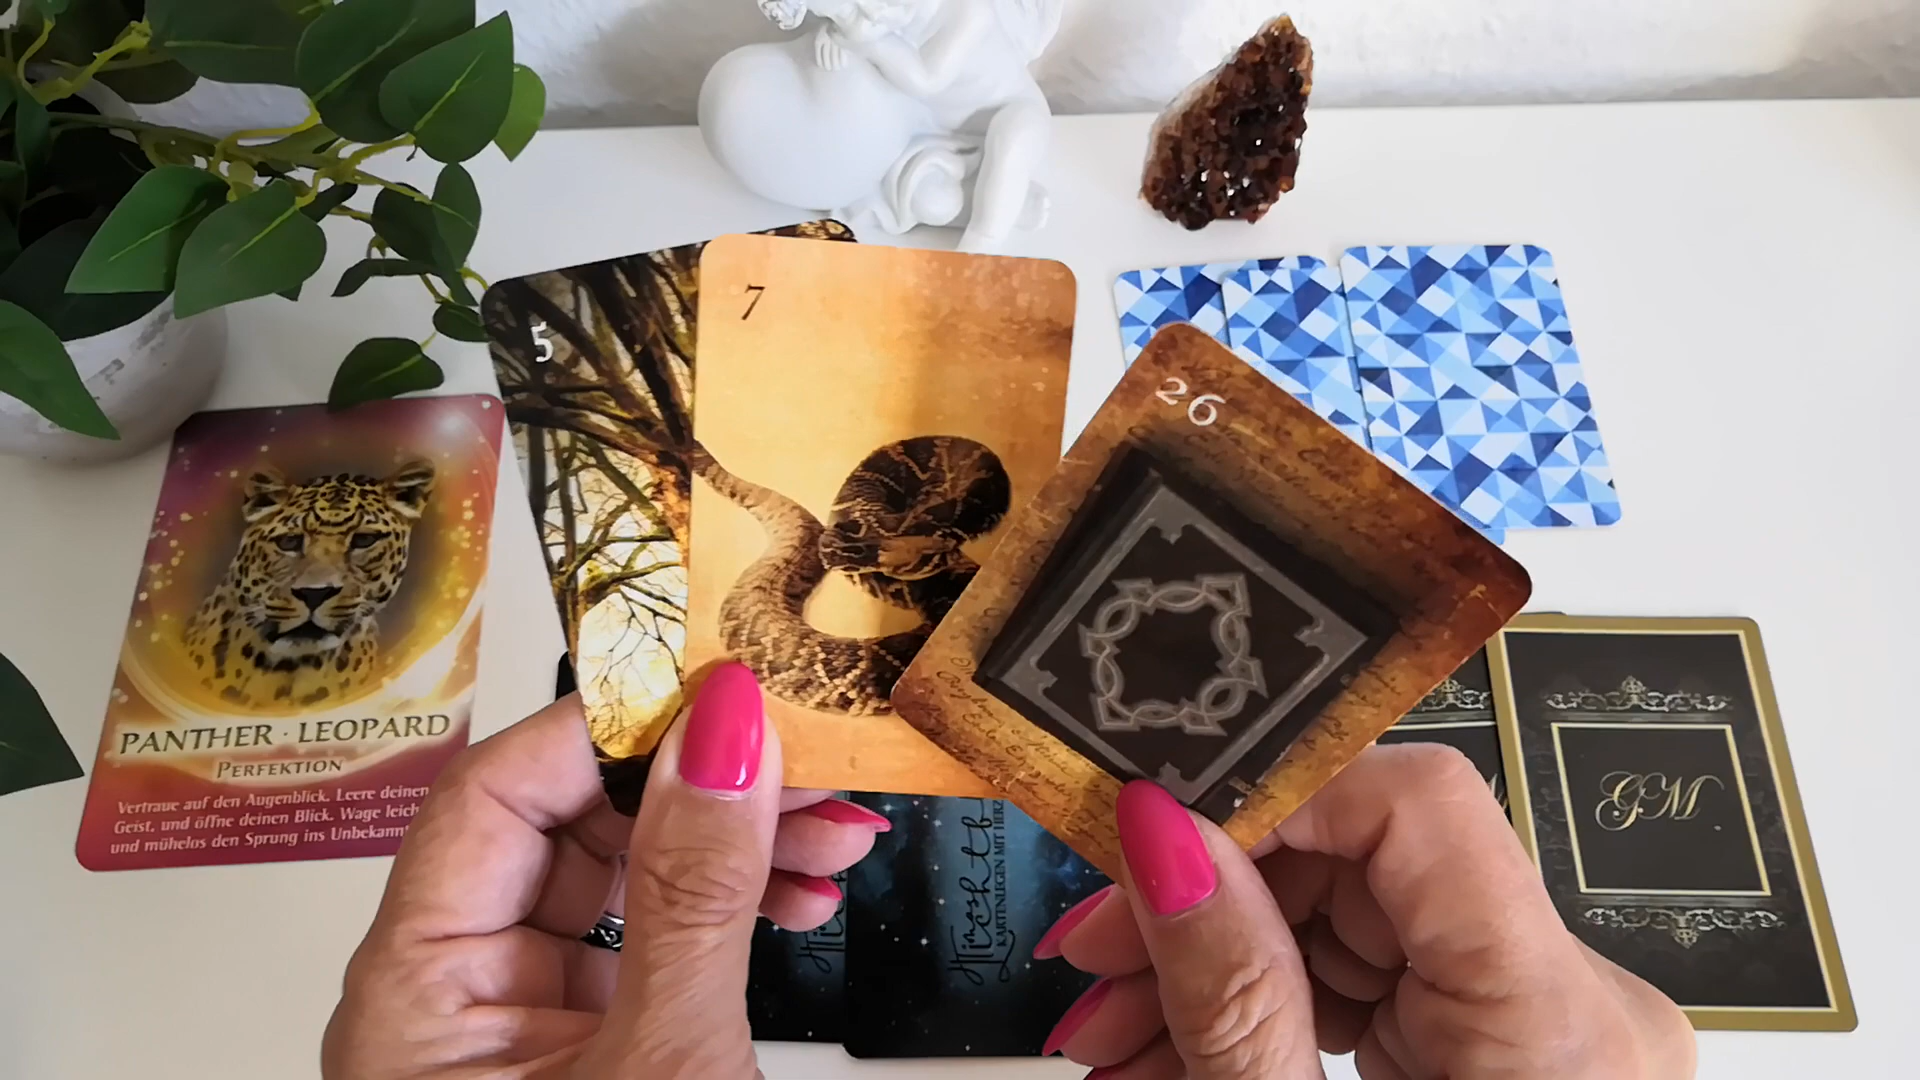 5
7
26
PANTHER · LEOPARD
PERFEKTION
Vertraue auf den Augenblick. Leere deinen
Geist, und öffne deinen Blick. Wage leich
und mühelos den Sprung ins Unbekannt
KARTENLEGEN MIT HERZ
GM